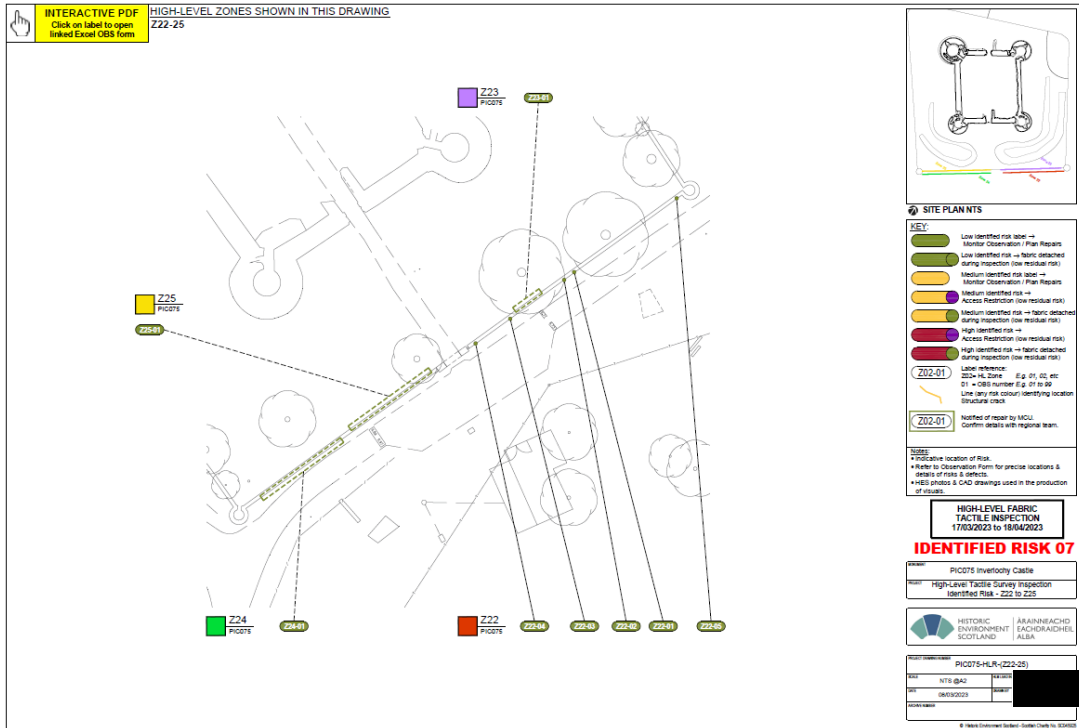 INTERACTIVE PDF
Click on label to open
linked Excel OBS form
HIGH-LEVEL ZONES SHOWN IN THIS DRAWING
Z22-25
Z23
PIC075
Z23-01
Z25
PIC075
Z25-01
Z24
PIC075
Z24-01
Z22
PIC075
Z22-04
Z22-03
Z22-02
Z22-01
Z22-05
SITE PLAN NTS
KEY:
Low identified risk label →
Monitor Observation / Plan Repairs
Low identified risk → fabric detached
during inspection (low residual risk)
Medium identified risk label →
Monitor Observation / Plan Repairs
Medium identified risk →
Access Restriction (low residual risk)
Medium identified risk → fabric detached
during inspection (low residual risk)
High identified risk →
Access Restriction (low residual risk)
High identified risk → fabric detached
during inspection (low residual risk)
Z02-01
Label reference:
Z02= HL Zone E.g. 01, 02, etc
01 = OBS number E.g. 01 to 99
Line (any risk colour) identifying location
Structural crack
Z02-01
Notified of repair by MCU.
Confirm details with regional team.
Notes:
• Indicative location of Risk.
• Refer to Observation Form for precise locations &
details of risks & defects.
• HES photos & CAD drawings used in the production
of visuals.
HIGH-LEVEL FABRIC
TACTILE INSPECTION
17/03/2023 to 18/04/2023
IDENTIFIED RISK 07
MONUMENT
PIC075 Inverlochy Castle
PROJECT
High-Level Tactile Survey Inspection
Identified Risk - Z22 to Z25
HISTORIC
ENVIRONMENT
SCOTLAND
ÀRAINNEACHD
EACHDRAIDHEIL
ALBA
PROJECT DRAWING NUMBER
PIC075-HLR-(Z22-25)
SCALE
NTS @A2
DATE
08/03/2023
ARCHIVE NUMBER